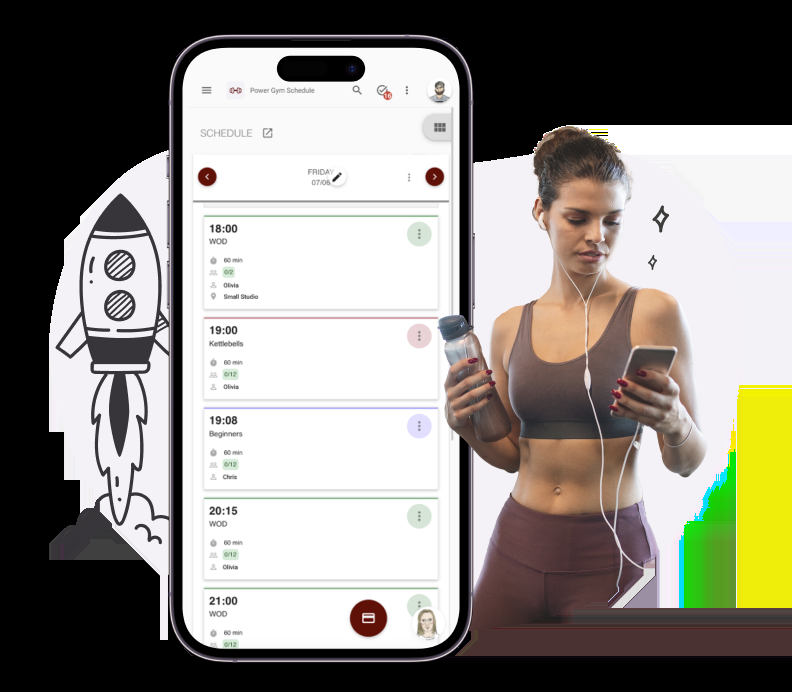 Power Gym Schedule
16
SCHEDULE
FRIDAY
07/06
18:00
WOD
60 min
0/2
Olivia
Small Studio
19:00
Kettlebells
60 min
0/12
Olivia
19:08
Beginners
60 min
0/12
Chris
20:15
WOD
60 min
0/12
Olivia
21:00
WOD
60 min
0/12